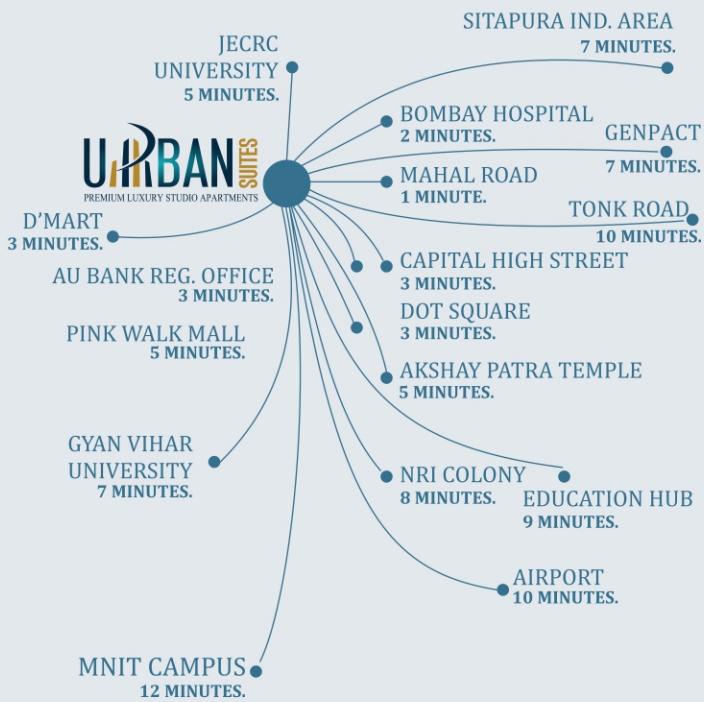 SITAPURA IND. AREA
7 MINUTES.
JECRC
UNIVERSITY
5 MINUTES.
BOMBAY HOSPITAL
2 MINUTES.
GENPACT
7 MINUTES.
URBAN
SUITES
PREMIUM LUXURY STUDIO APARTMENTS
MAHAL ROAD
1 MINUTE.
TONK ROAD
10 MINUTES.
D'MART
3 MINUTES.
AU BANK REG. OFFICE
3 MINUTES.
CAPITAL HIGH STREET
3 MINUTES.
DOT SQUARE
3 MINUTES.
PINK WALK MALL
5 MINUTES.
AKSHAY PATRA TEMPLE
5 MINUTES.
GYAN VIHAR
UNIVERSITY
7 MINUTES.
NRI COLONY
8 MINUTES.
EDUCATION HUB
9 MINUTES.
AIRPORT
10 MINUTES.
MNIT CAMPUS
12 MINUTES.